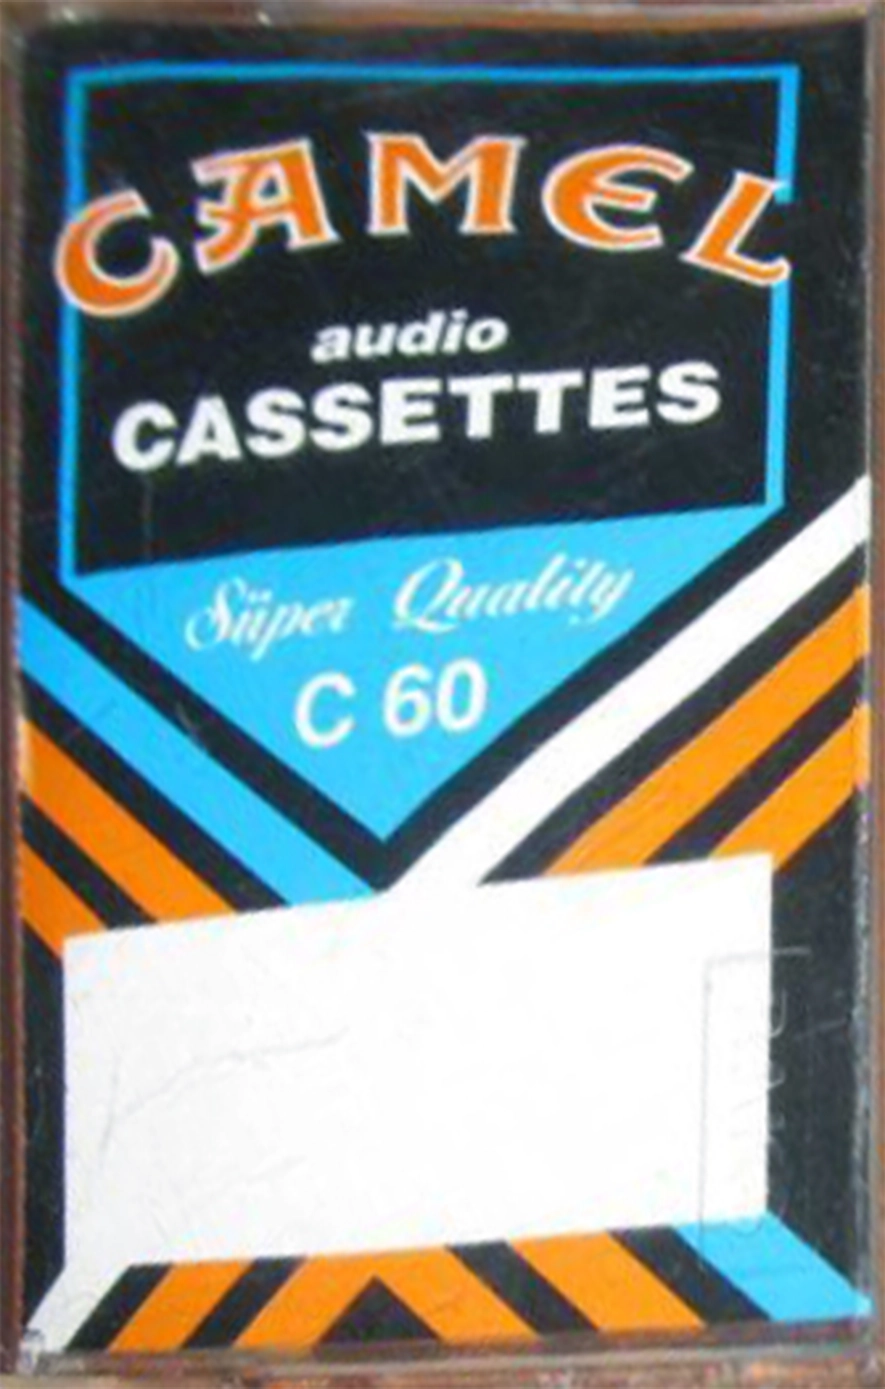 CAMEL
audio
CASSETTES
Süper Quality
C 60